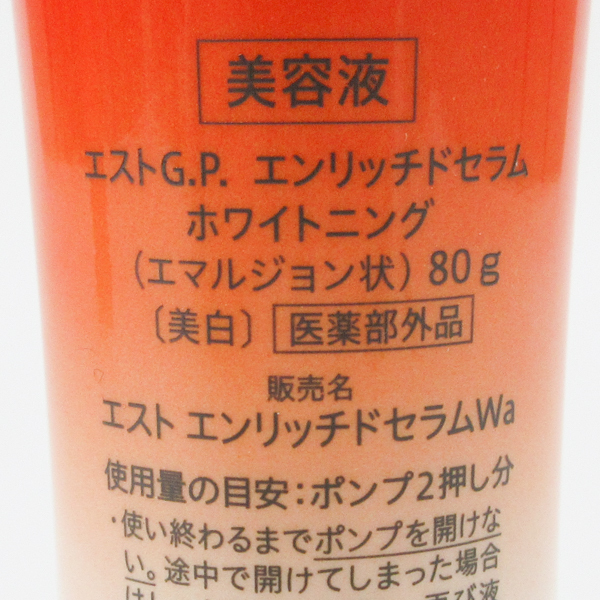 美容液
エストG.P. エンリッチドセラム
ホワイトニング
(エマルジョン状) 80g
〔美白〕 医薬部外品
販売名
エスト エンリッチドセラムWa
使用量の目安:ポンプ2押し分
・使い終わるまでポンプを開けな
い。途中で開けてしまった場合